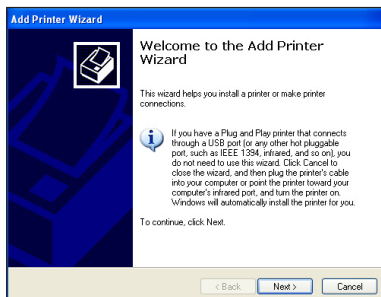 Add Printer Wizard
Welcome to the Add Printer
Wizard
This wizard helps you install a printer or make printer
connections.
If you have a Plug and Play printer that connects
through a USB port (or any other hot pluggable
port, such as IEEE 1394, infrared, and so on), you
do not need to use this wizard. Click Cancel to
close the wizard, and then plug the printer's cable
into your computer or point the printer toward your
computer's infrared port, and turn the printer on.
Windows will automatically install the printer for you.
To continue, click Next.
< Back Next > Cancel